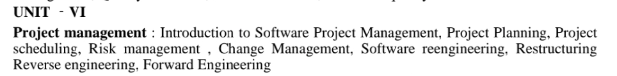 UNIT - VI
Project management : Introduction to Software Project Management, Project Planning, Project
scheduling, Risk management , Change Management, Software reengineering, Restructuring
Reverse engineering, Forward Engineering